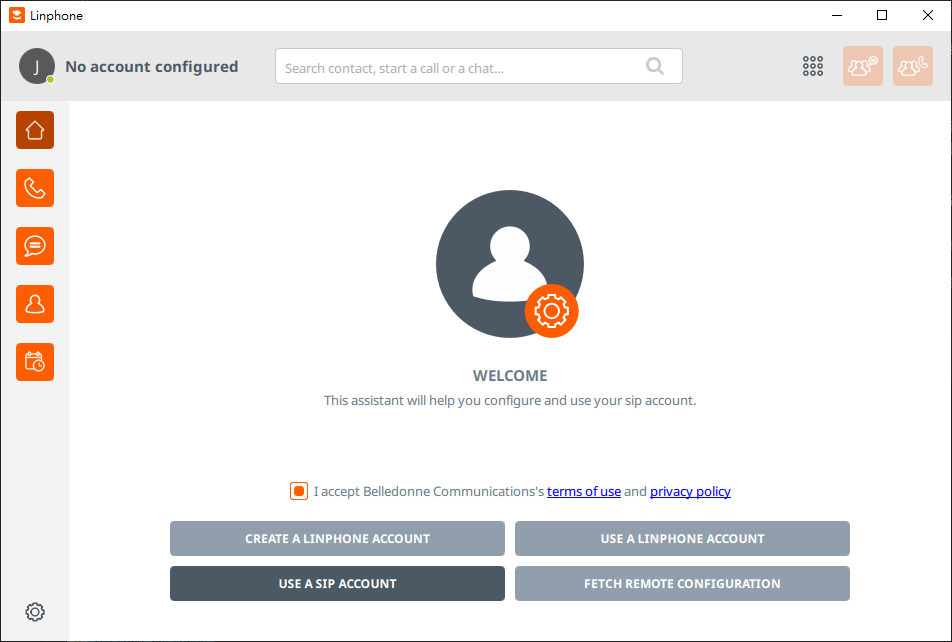 Linphone
J
No account configured
Search contact, start a call or a chat...
WELCOME
This assistant will help you configure and use your sip account.
I accept Belledonne Communications's terms of use and privacy policy
CREATE A LINPHONE ACCOUNT
USE A LINPHONE ACCOUNT
USE A SIP ACCOUNT
FETCH REMOTE CONFIGURATION